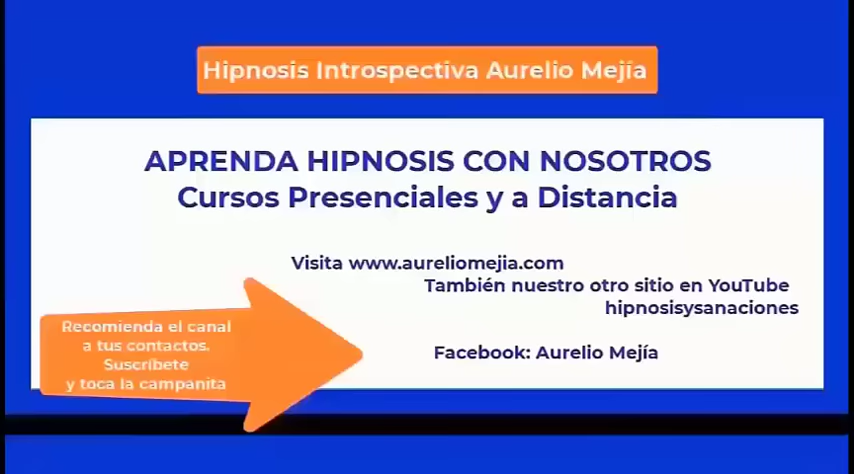 Hipnosis Introspectiva Aurelio Mejía
APRENDA HIPNOSIS CON NOSOTROS
Cursos Presenciales y a Distancia
Visita www.aureliomejia.com
También nuestro otro sitio en YouTube
hipnosisysanaciones
Facebook: Aurelio Mejía
Recomienda el canal
a tus contactos.
Suscríbete
y toca la campanita